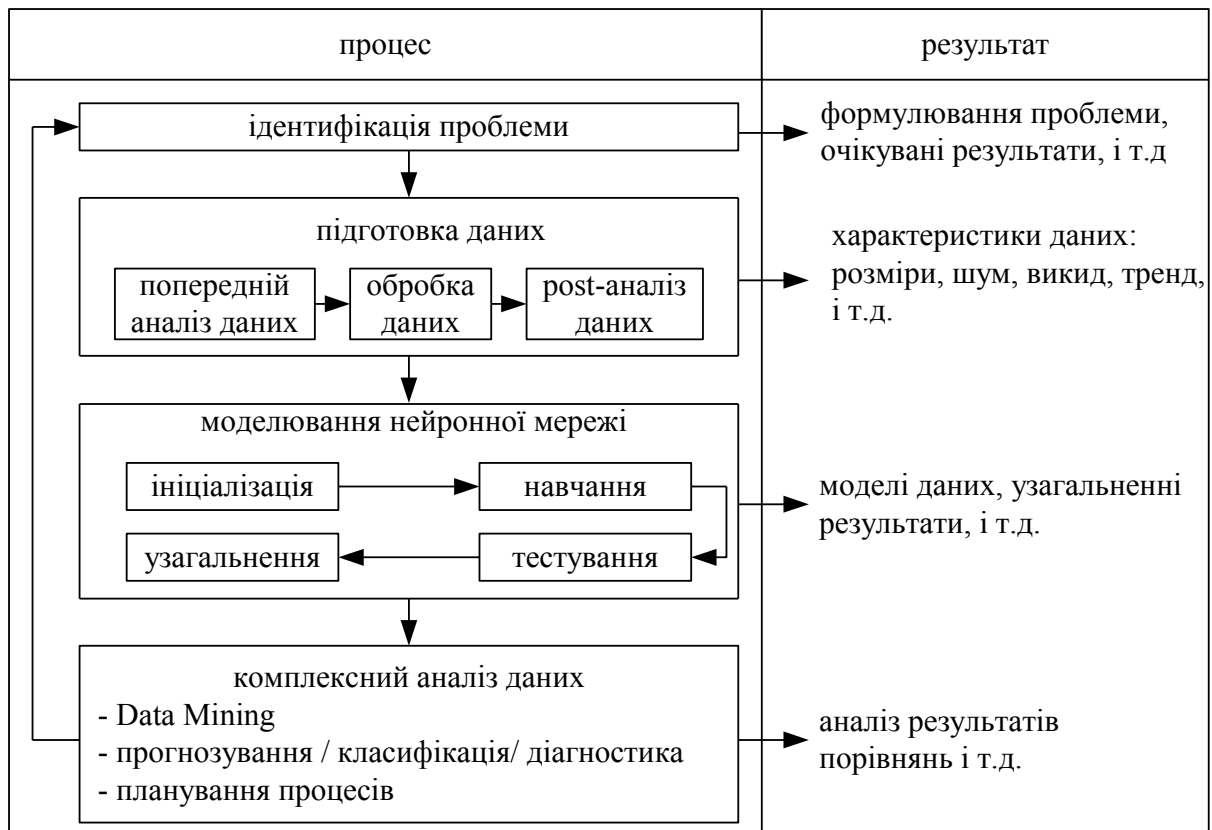 процес
результат
ідентифікація проблеми
формулювання проблеми,
очікувані результати, і т.д
підготовка даних
попередній
аналіз даних
обробка
даних
post-аналіз
даних
характеристики даних:
розміри, шум, викид, тренд,
і т.д.
моделювання нейронної мережі
ініціалізація
навчання
узагальнення
тестування
моделі даних, узагальненні
результати, і т.д.
комплексний аналіз даних
- Data Mining
- прогнозування / класифікація/ діагностика
- планування процесів
аналіз результатів
порівнянь і т.д.